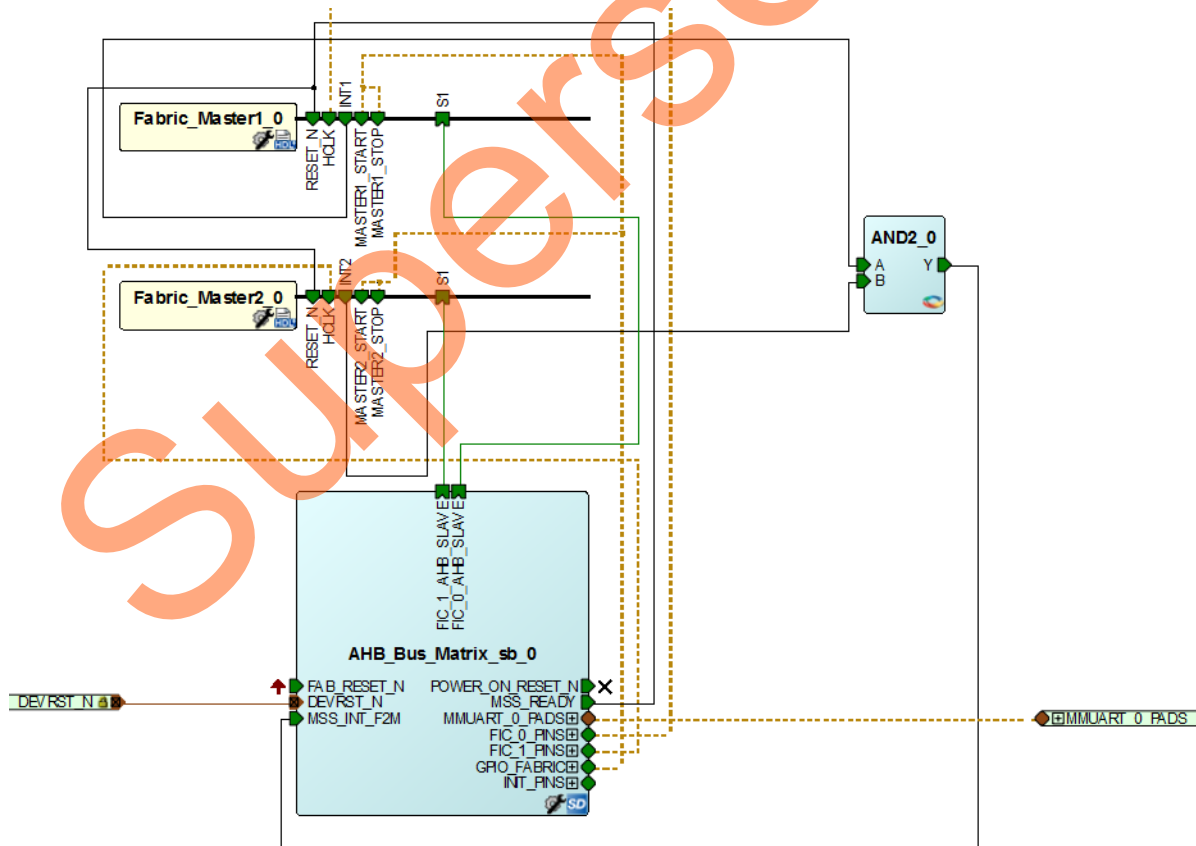 Superse
Fabric_Master1_0
HDL
RESET_N
HCLK
INT1
MASTER1_START
MASTER1_STOP
S1
AND2_0
A
Y
B
Fabric_Master2_0
HDL
RESET_N
HCLK
INT2
MASTER2_START
MASTER2_STOP
S1
FIC_1_AHB_SLAVE
FIC_0_AHB_SLAVE
AHB_Bus_Matrix_sb_0
FAB_RESET_N
POWER_ON_RESET_N
DEVRST_N
DEVRST_N
MSS_READY
MSS_INT_F2M
MMUART_0_PADS
MMUART_0_PADS
FIC_0_PINS
FIC_1_PINS
GPIO_FABRIC
INIT_PINS
SD